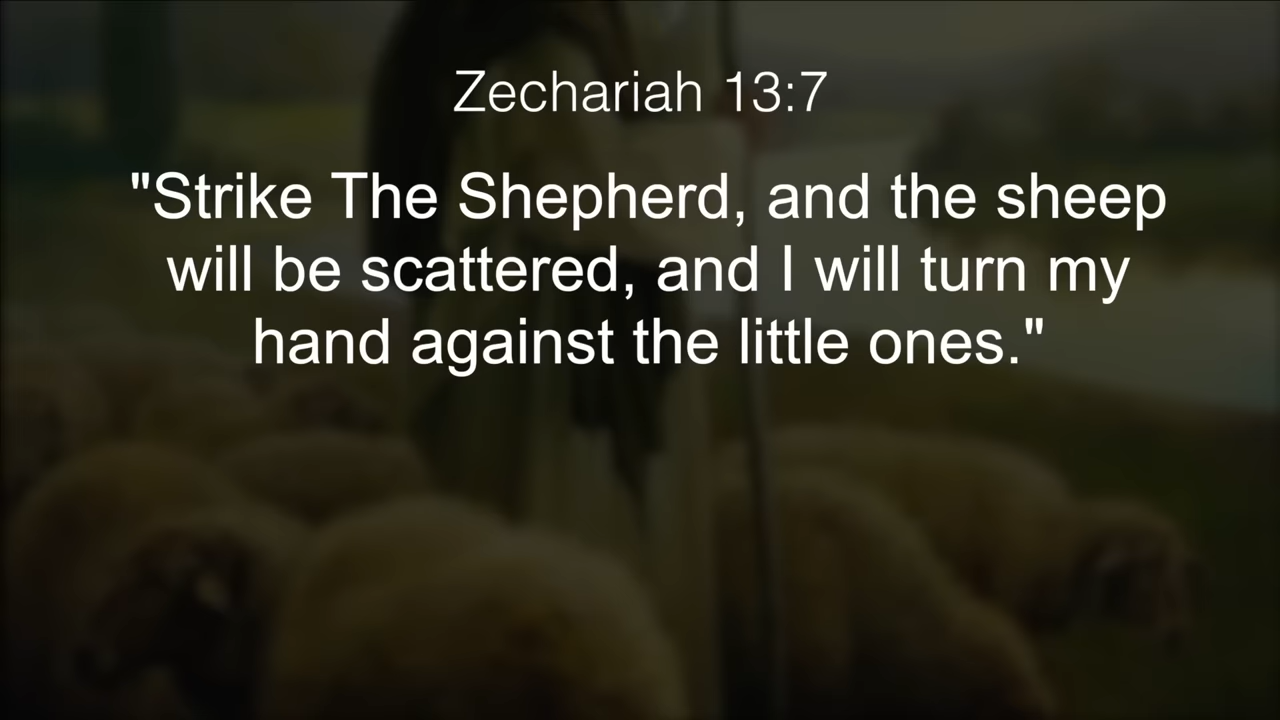 Zechariah 13:7
"Strike The Shepherd, and the sheep
will be scattered, and I will turn my
hand against the little ones."